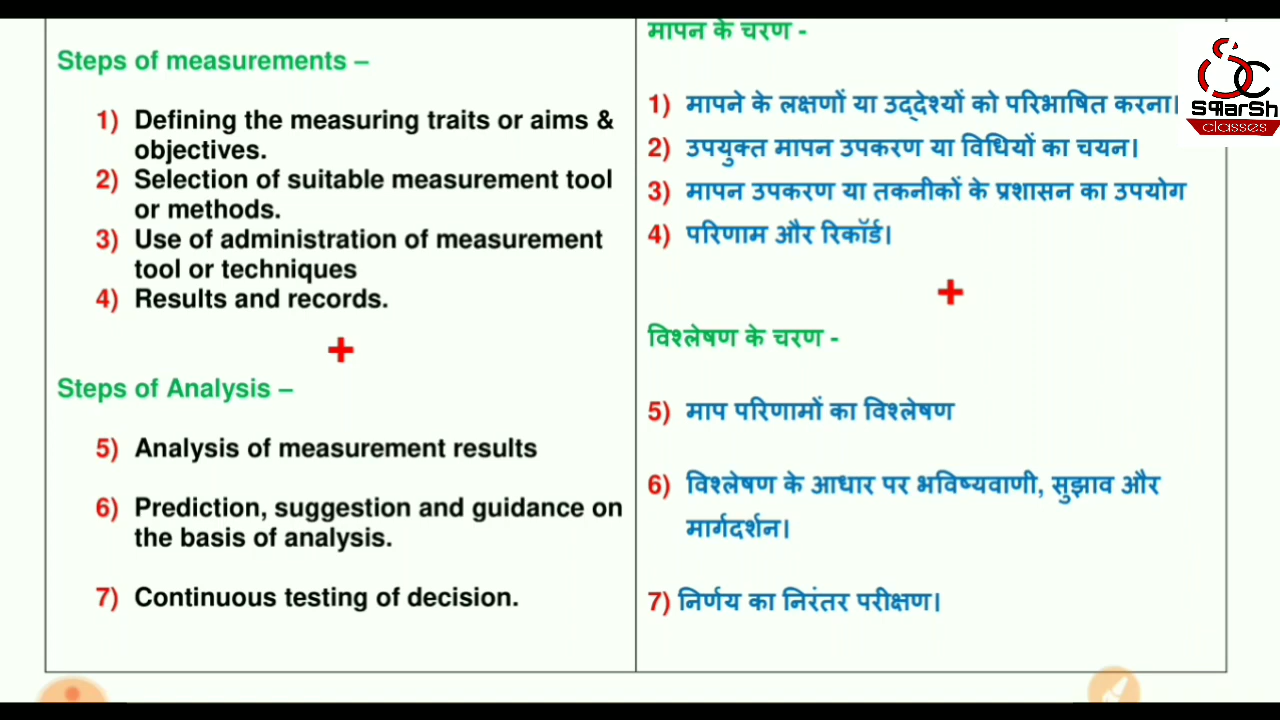 Steps of measurements –
1) Defining the measuring traits or aims &
objectives.
2) Selection of suitable measurement tool
or methods.
3) Use of administration of measurement
tool or techniques
4) Results and records.
+
Steps of Analysis –
5) Analysis of measurement results
6) Prediction, suggestion and guidance on
the basis of analysis.
7) Continuous testing of decision.
मापन के चरण -
1) मापने के लक्षणों या उद्देश्यों को परिभाषित करना।
2) उपयुक्त मापन उपकरण या विधियों का चयन।
3) मापन उपकरण या तकनीकों के प्रशासन का उपयोग
4) परिणाम और रिकॉर्ड।
+
विश्लेषण के चरण -
5) माप परिणामों का विश्लेषण
6) विश्लेषण के आधार पर भविष्यवाणी, सुझाव और
मार्गदर्शन।
7) निर्णय का निरंतर परीक्षण।
classes